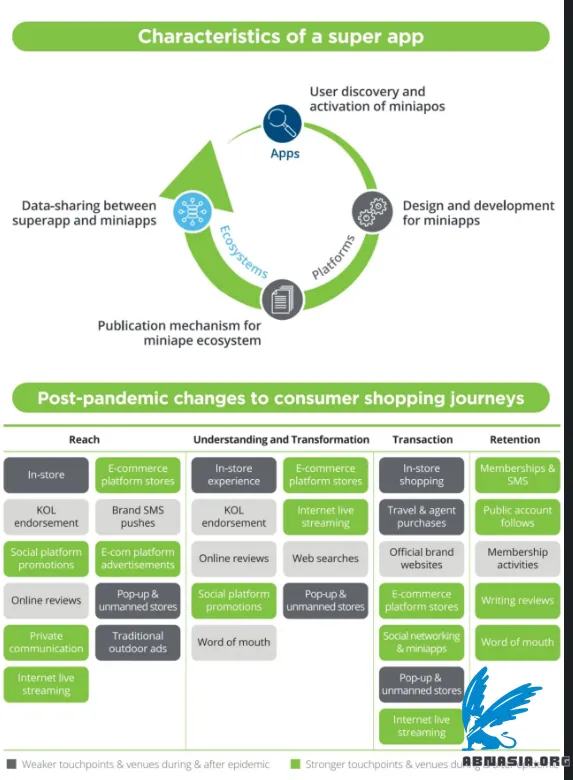 Characteristics of a super app
User discovery and
activation of miniapos
Apps
Data-sharing between
superapp and miniapps
Design and development
for miniapps
Ecosystems
Platforms
Publication mechanism for
miniape ecosystem
Post-pandemic changes to consumer shopping journeys
Reach
Understanding and Transformation
Transaction
Retention
In-store
E-commerce
platform stores
KOL
endorsement
Brand SMS
pushes
Social platform
promotions
E-com platform
advertisements
Online reviews
Pop-up &
unmanned stores
Private
communication
Traditional
outdoor ads
Internet live
streaming
In-store
experience
E-commerce
platform stores
KOL
endorsement
Internet live
streaming
Online reviews
Web searches
Social platform
promotions
Pop-up &
unmanned stores
Word of mouth
In-store
shopping
Travel & agent
purchases
Official brand
websites
E-commerce
platform stores
Social networking
& miniapps
Pop-up &
unmanned stores
Internet live
streaming
Memberships &
SMS
Public account
follows
Membership
activities
Writing reviews
Word of mouth
Weaker touchpoints & venues during & after epidemic
Stronger touchpoints & venues during & after epidemic
ABNASIA.ORG